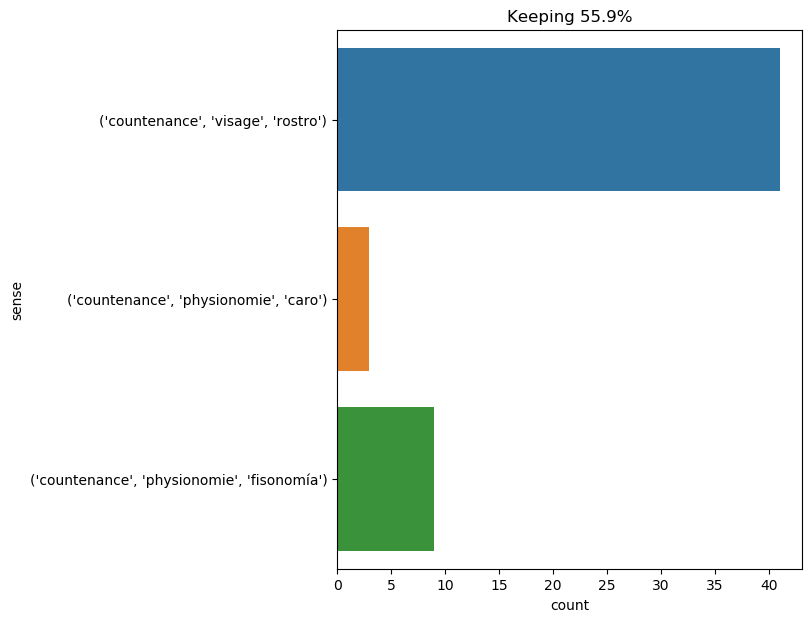 Keeping 55.9%
('countenance', 'visage', 'rostro')
('countenance', 'physionomie', 'caro')
('countenance', 'physionomie', 'fisonomía')
sense
0 5 10 15 20 25 30 35 40
count